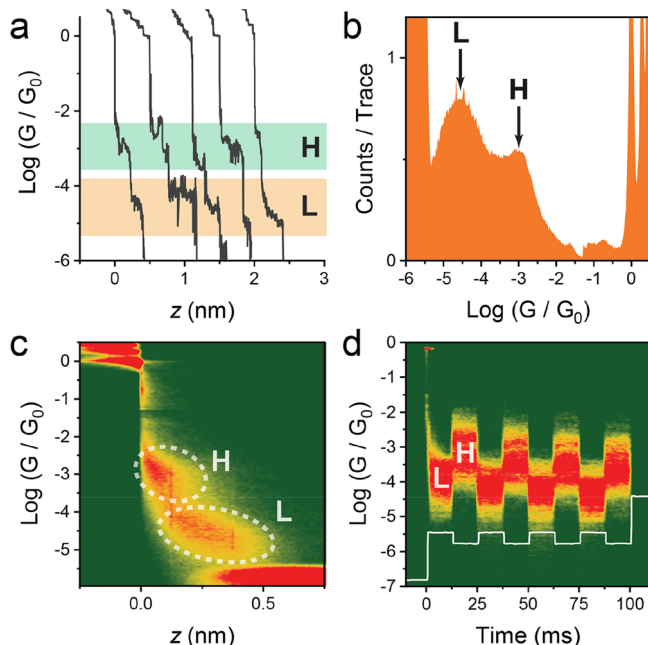 a
Log (G / G₀)
0
-2
-4
-6
H
L
0
1
2
3
z (nm)
b
Counts / Trace
1
0
L
H
-6
-5
-4
-3
-2
-1
0
Log (G / G₀)
c
Log (G / G₀)
0
-1
-2
-3
-4
-5
H
L
0.0
0.5
z (nm)
d
Log (G / G₀)
0
-1
-2
-3
-4
-5
-6
-7
H
L
0
25
50
75
100
Time (ms)